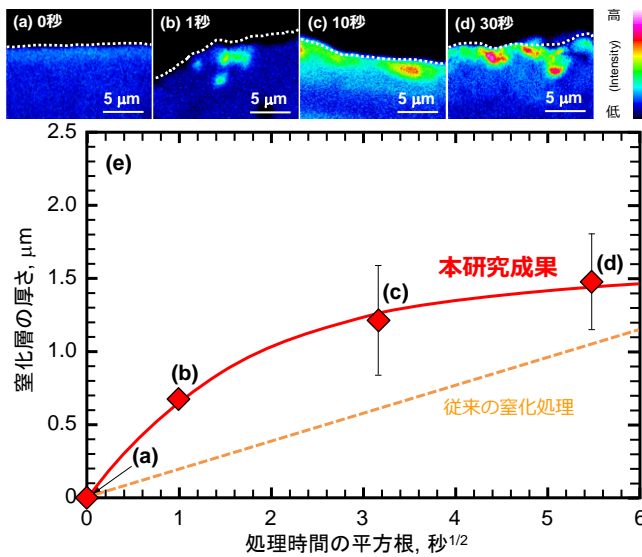 (a) 0秒
(b) 1秒
(c) 10秒
(d) 30秒
5 μm
5 μm
5 μm
5 μm
高
(Intensity)
低
(e)
2.5
2.0
1.5
1.0
0.5
0
窒化層の厚さ, μm
本研究成果
(d)
(c)
(b)
(a)
従来の窒化処理
0
1
2
3
4
5
6
処理時間の平方根, 秒1/2